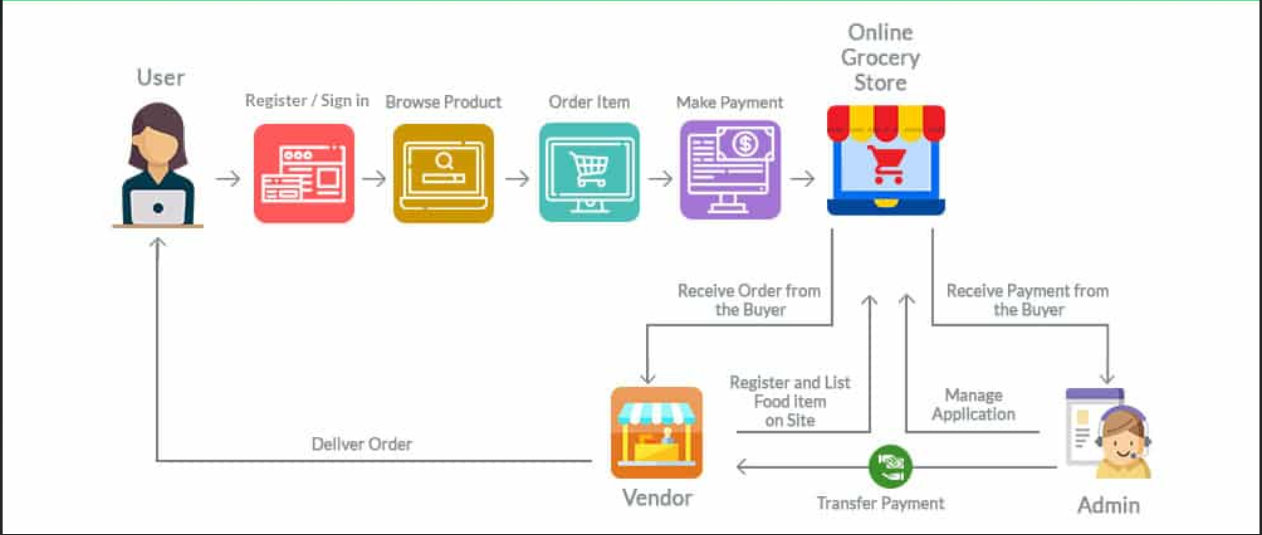 User
Register / Sign in
Browse Product
Order Item
Make Payment
Online
Grocery
Store
$
Receive Order from
the Buyer
Receive Payment from
the Buyer
Register and List
Food item
on Site
Manage
Application
Deliver Order
Vendor
Transfer Payment
Admin